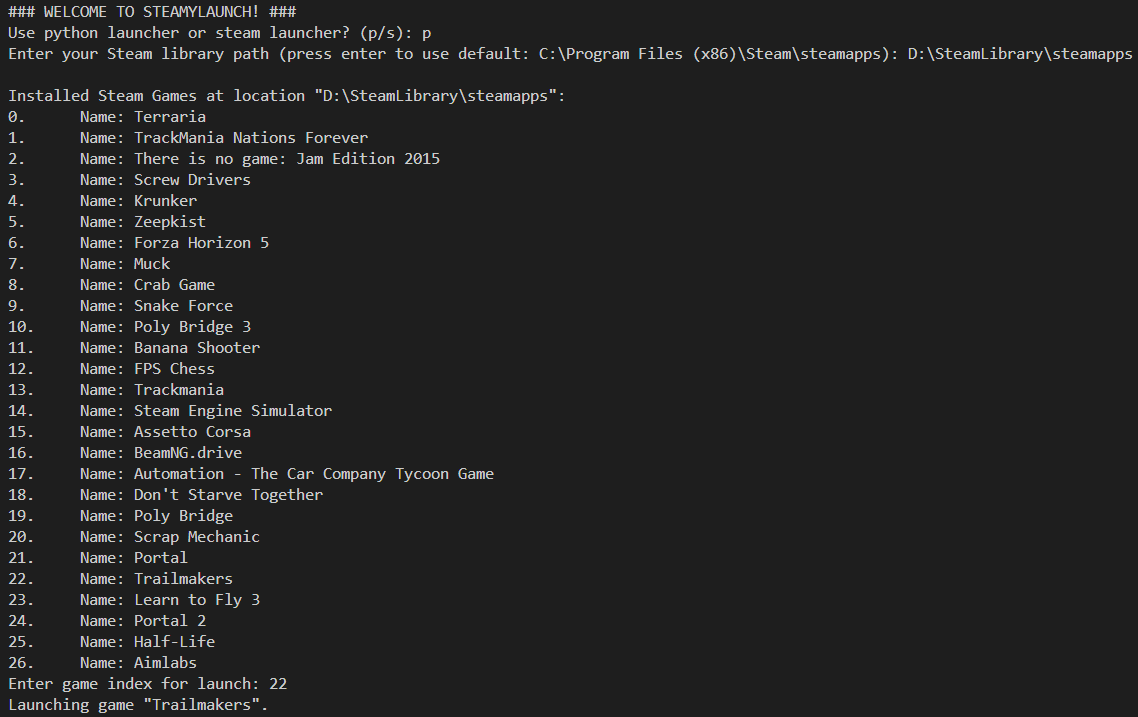 ### WELCOME TO STEAMYLAUNCH! ###
Use python launcher or steam launcher? (p/s): p
Enter your Steam library path (press enter to use default: C:\Program Files (x86)\Steam\steamapps): D:\SteamLibrary\steamapps
Installed Steam Games at location "D:\SteamLibrary\steamapps":
0. Name: Terraria
1. Name: TrackMania Nations Forever
2. Name: There is no game: Jam Edition 2015
3. Name: Screw Drivers
4. Name: Krunker
5. Name: Zeepkist
6. Name: Forza Horizon 5
7. Name: Muck
8. Name: Crab Game
9. Name: Snake Force
10. Name: Poly Bridge 3
11. Name: Banana Shooter
12. Name: FPS Chess
13. Name: Trackmania
14. Name: Steam Engine Simulator
15. Name: Assetto Corsa
16. Name: BeamNG.drive
17. Name: Automation - The Car Company Tycoon Game
18. Name: Don't Starve Together
19. Name: Poly Bridge
20. Name: Scrap Mechanic
21. Name: Portal
22. Name: Trailmakers
23. Name: Learn to Fly 3
24. Name: Portal 2
25. Name: Half-Life
26. Name: Aimlabs
Enter game index for launch: 22
Launching game "Trailmakers".